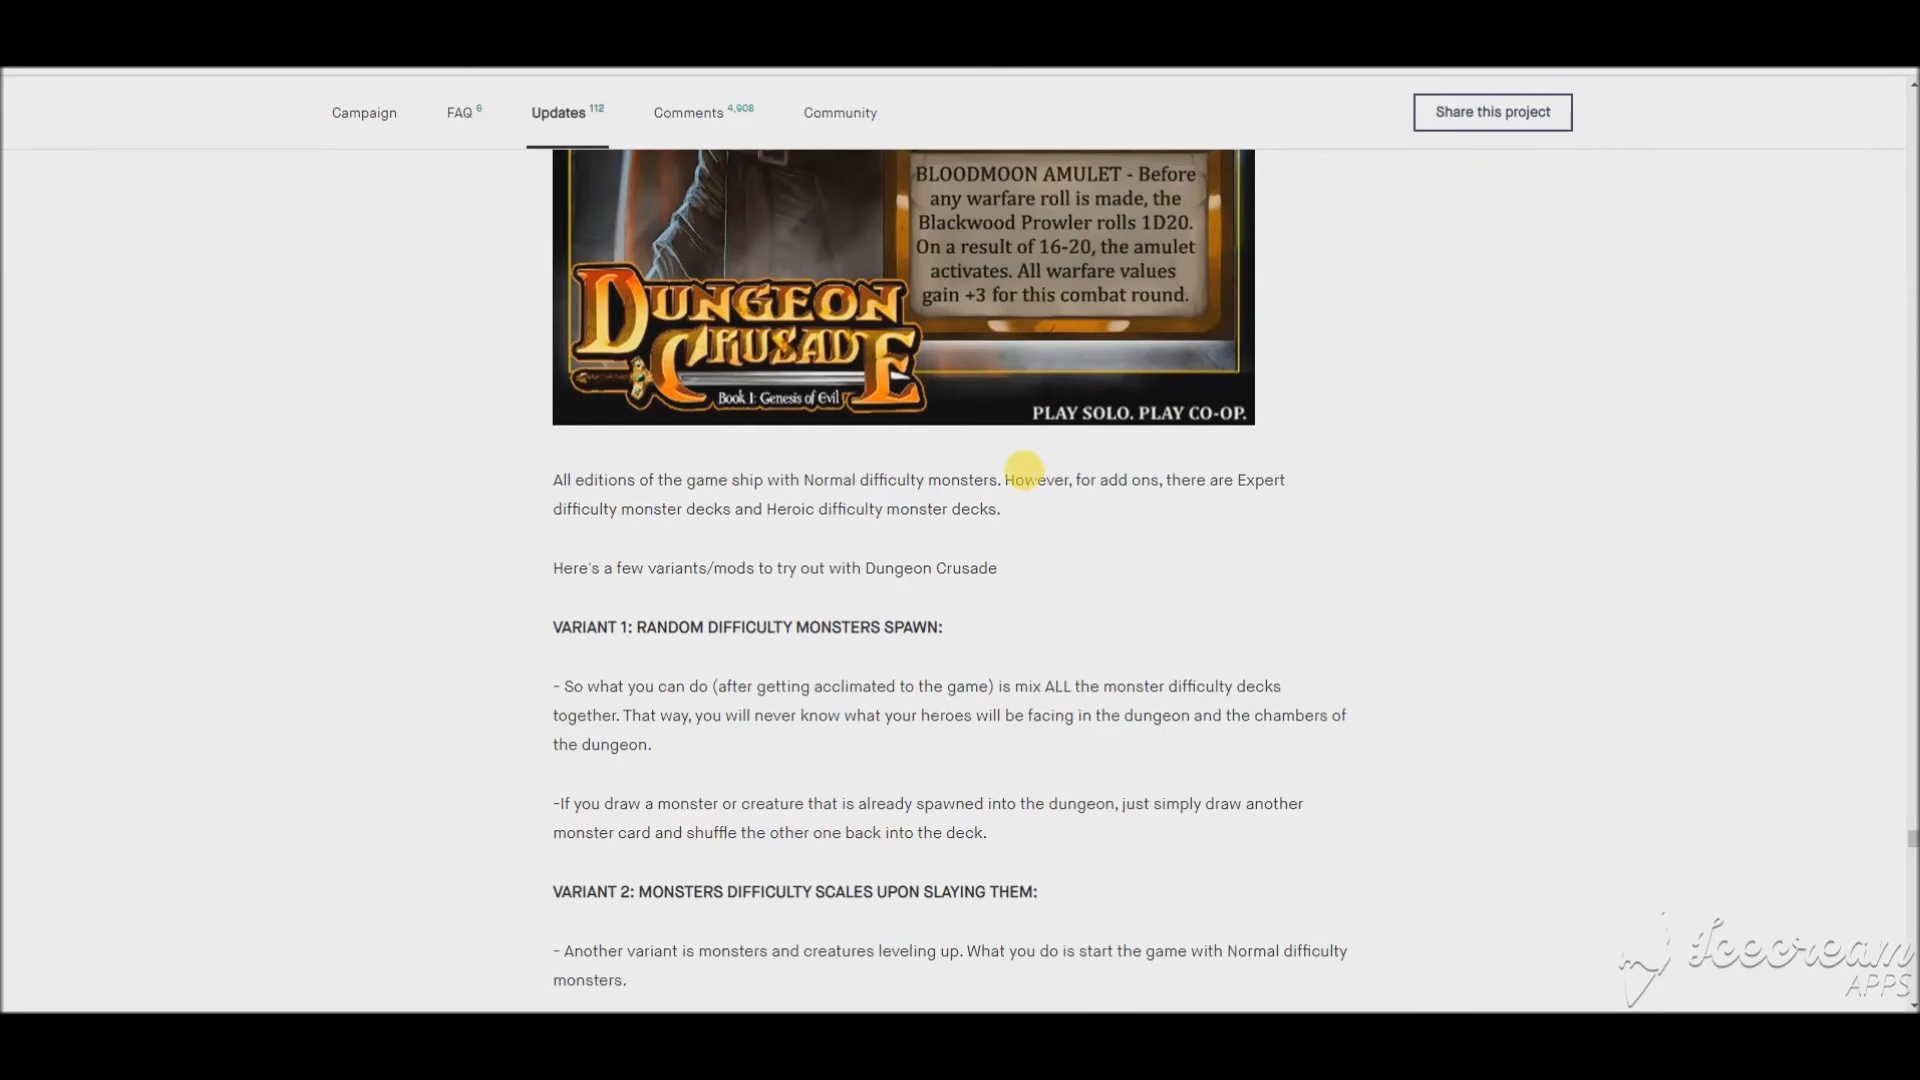 Campaign FAQ 6 Updates 112 Comments 4,908 Community Share this project
BLOODMOON AMULET - Before
any warfare roll is made, the
Blackwood Prowler rolls 1D20.
On a result of 16-20, the amulet
activates. All warfare values
gain +3 for this combat round.
DUNGEON
CRUSADE
Book I: Genesis of Evil
PLAY SOLO. PLAY CO-OP.
All editions of the game ship with Normal difficulty monsters. However, for add ons, there are Expert
difficulty monster decks and Heroic difficulty monster decks.
Here's a few variants/mods to try out with Dungeon Crusade
VARIANT 1: RANDOM DIFFICULTY MONSTERS SPAWN:
- So what you can do (after getting acclimated to the game) is mix ALL the monster difficulty decks
together. That way, you will never know what your heroes will be facing in the dungeon and the chambers of
the dungeon.
-If you draw a monster or creature that is already spawned into the dungeon, just simply draw another
monster card and shuffle the other one back into the deck.
VARIANT 2: MONSTERS DIFFICULTY SCALES UPON SLAYING THEM:
- Another variant is monsters and creatures leveling up. What you do is start the game with Normal difficulty
monsters.
Icecream
APPS